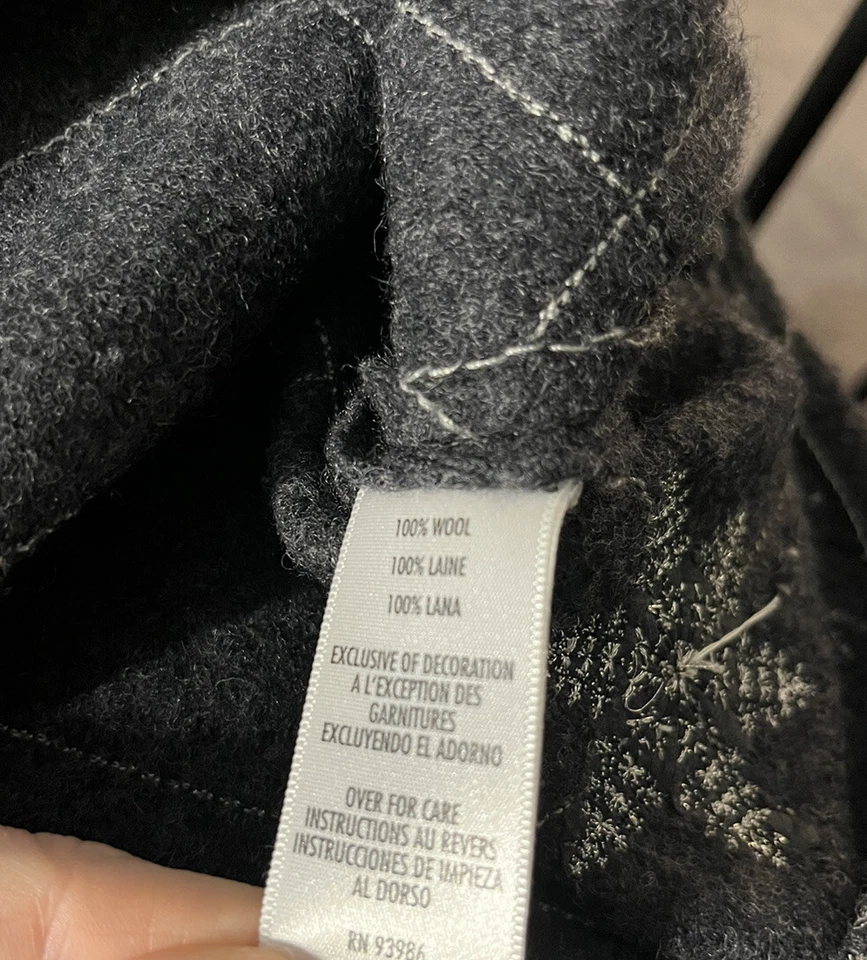 100% WOOL
100% LAINE
100% LANA
EXCLUSIVE OF DECORATION
A L'EXCEPTION DES
GARNITURES
EXCLUYENDO EL ADORNO
OVER FOR CARE
INSTRUCTIONS AU REVERS
INSTRUCCIONES DE LIMPIEZA
AL DORSO
RN 93986